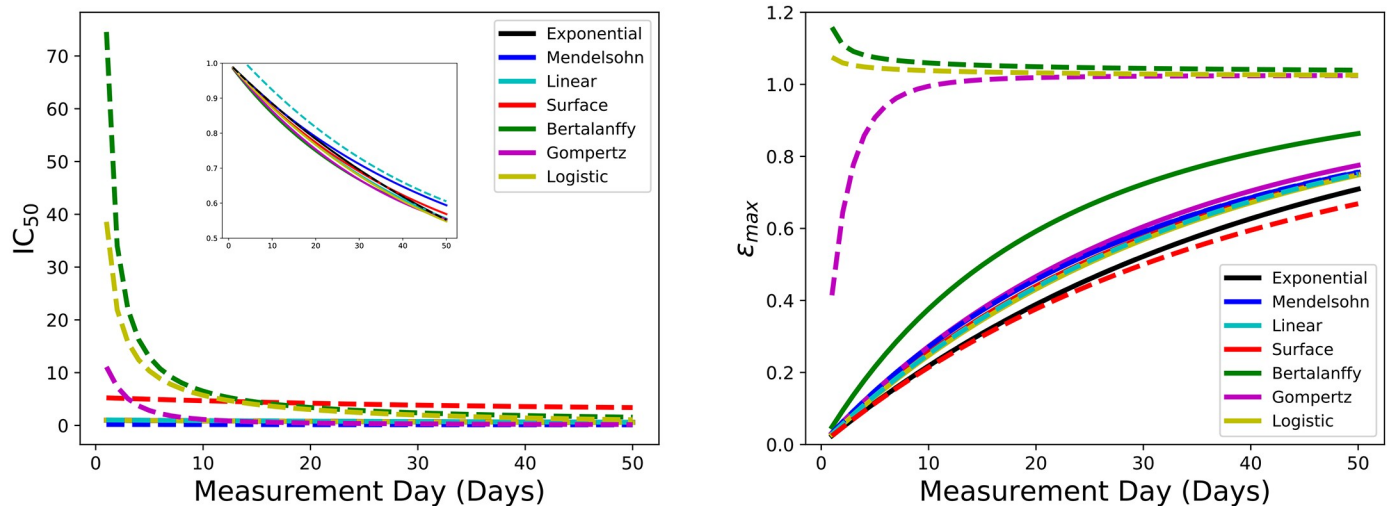 70
60
50
40
30
20
10
0
IC50
0 10 20 30 40 50
Measurement Day (Days)
Exponential
Mendelsohn
Linear
Surface
Bertalanffy
Gompertz
Logistic
1.0
0.9
0.8
0.7
0.6
0.5
0 10 20 30 40 50
1.2
1.0
0.8
0.6
0.4
0.2
0.0
εmax
0 10 20 30 40 50
Measurement Day (Days)
Exponential
Mendelsohn
Linear
Surface
Bertalanffy
Gompertz
Logistic